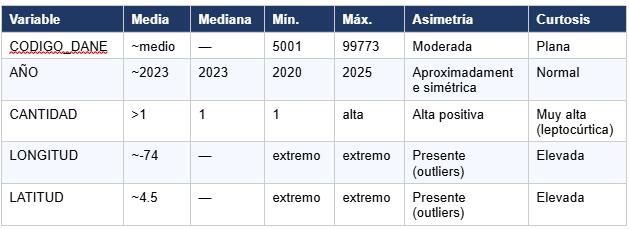 Variable Media Mediana Mín. Máx. Asimetría Curtosis
CODIGO_DANE ~medio — 5001 99773 Moderada Plana
AÑO ~2023 2023 2020 2025 Aproximadament Normal
e simétrica
CANTIDAD >1 1 1 alta Alta positiva Muy alta
(leptocúrtica)
LONGITUD ~-74 — extremo extremo Presente Elevada
(outliers)
LATITUD ~4.5 — extremo extremo Presente Elevada
(outliers)